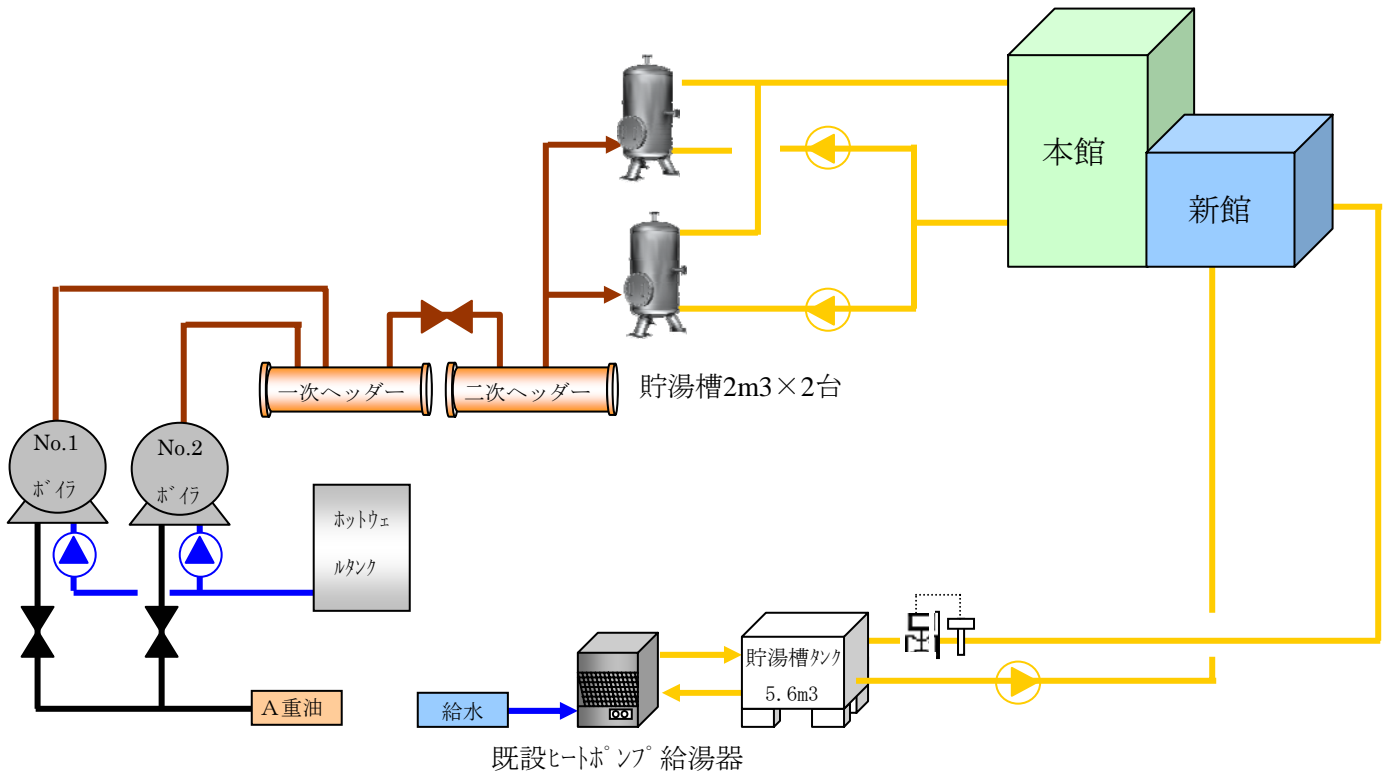 本館
新館
貯湯槽2m3×2台
一次ヘッダー
二次ヘッダー
No.1
ﾎﾞｲﾗ
No.2
ﾎﾞｲﾗ
ホットウェ
ルタンク
A重油
給水
貯湯槽ﾀﾝｸ
5.6m3
既設ﾋｰﾄﾎﾟﾝﾌﾟ給湯器